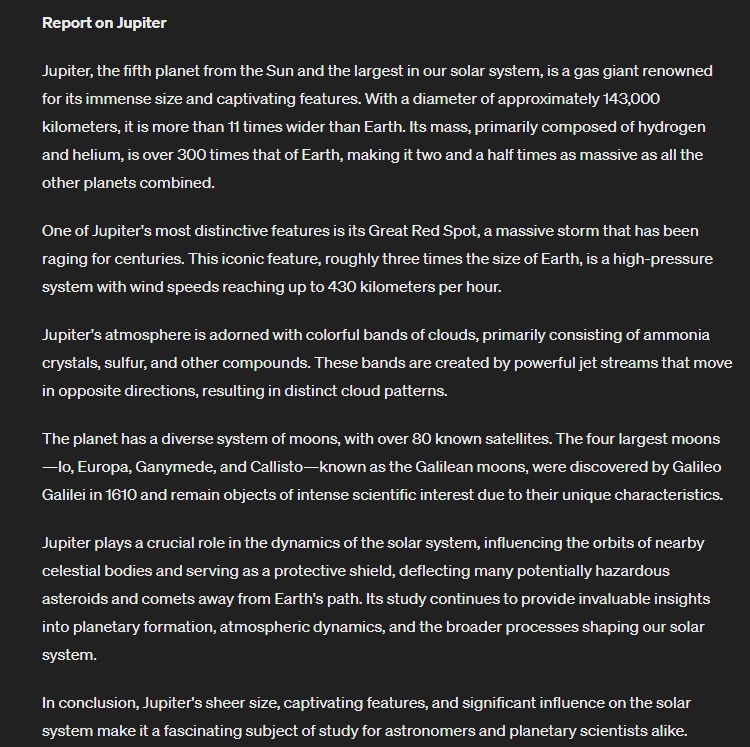 Report on Jupiter
Jupiter, the fifth planet from the Sun and the largest in our solar system, is a gas giant renowned
for its immense size and captivating features. With a diameter of approximately 143,000
kilometers, it is more than 11 times wider than Earth. Its mass, primarily composed of hydrogen
and helium, is over 300 times that of Earth, making it two and a half times as massive as all the
other planets combined.
One of Jupiter's most distinctive features is its Great Red Spot, a massive storm that has been
raging for centuries. This iconic feature, roughly three times the size of Earth, is a high-pressure
system with wind speeds reaching up to 430 kilometers per hour.
Jupiter's atmosphere is adorned with colorful bands of clouds, primarily consisting of ammonia
crystals, sulfur, and other compounds. These bands are created by powerful jet streams that move
in opposite directions, resulting in distinct cloud patterns.
The planet has a diverse system of moons, with over 80 known satellites. The four largest moons
—Io, Europa, Ganymede, and Callisto—known as the Galilean moons, were discovered by Galileo
Galilei in 1610 and remain objects of intense scientific interest due to their unique characteristics.
Jupiter plays a crucial role in the dynamics of the solar system, influencing the orbits of nearby
celestial bodies and serving as a protective shield, deflecting many potentially hazardous
asteroids and comets away from Earth's path. Its study continues to provide invaluable insights
into planetary formation, atmospheric dynamics, and the broader processes shaping our solar
system.
In conclusion, Jupiter's sheer size, captivating features, and significant influence on the solar
system make it a fascinating subject of study for astronomers and planetary scientists alike.